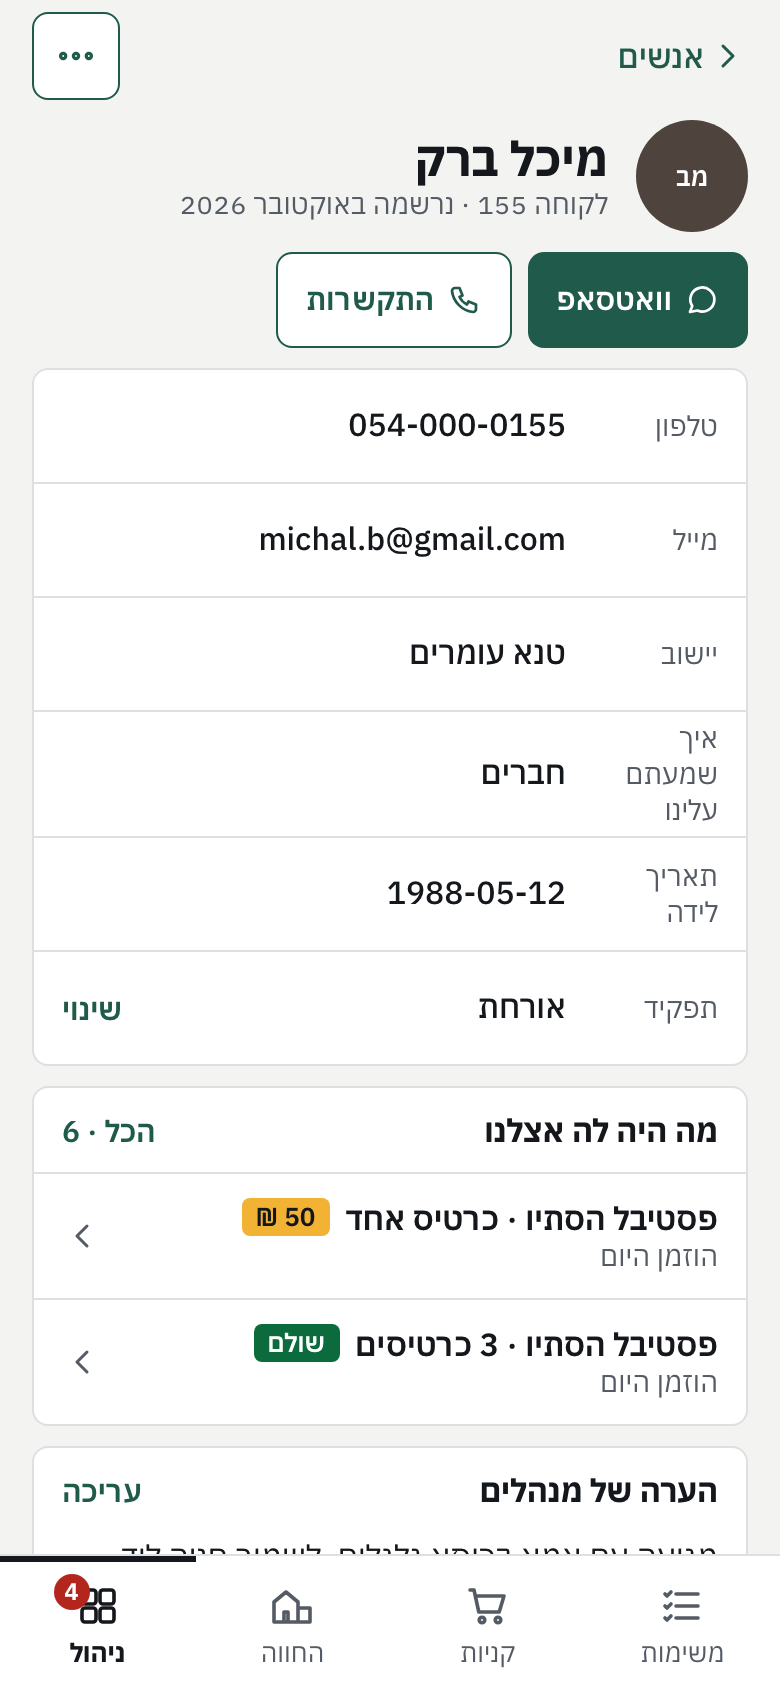 אנשים
מב
מיכל ברק
לקוחה 155 · נרשמה באוקטובר 2026
וואטסאפ
התקשרות
טלפון
054-000-0155
מייל
michal.b@gmail.com
יישוב
טנא עומרים
איך
שמעתם
עלינו
חברים
תאריך
לידה
1988-05-12
תפקיד
אורחת
שינוי
מה היה לה אצלנו
הכל · 6
פסטיבל הסתיו · כרטיס אחד
50 ₪
הוזמן היום
פסטיבל הסתיו · 3 כרטיסים
שולם
הוזמן היום
הערה של מנהלים
עריכה
משימות
קניות
החווה
4
ניהול